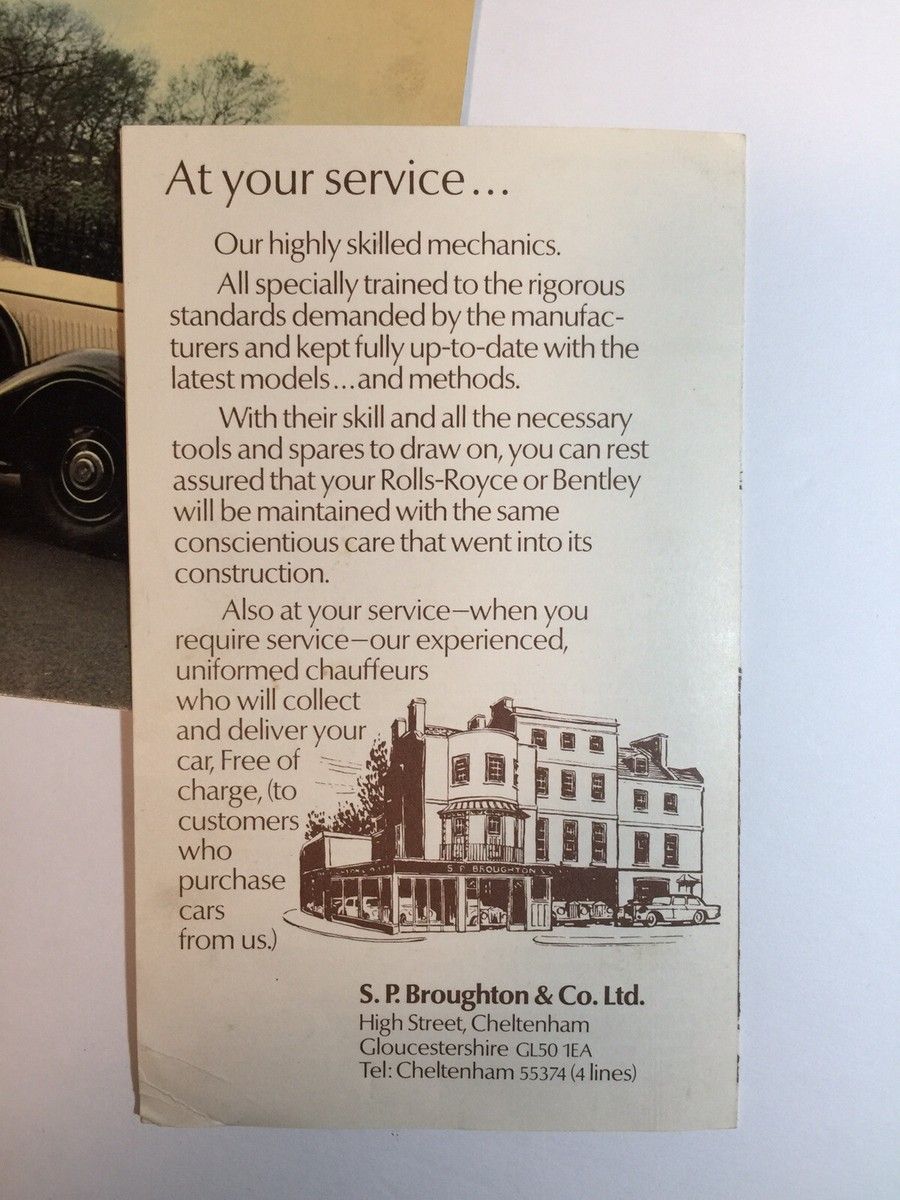 At your service...
Our highly skilled mechanics.
All specially trained to the rigorous
standards demanded by the manufac-
turers and kept fully up-to-date with the
latest models...and methods.
With their skill and all the necessary
tools and spares to draw on, you can rest
assured that your Rolls-Royce or Bentley
will be maintained with the same
conscientious care that went into its
construction.
Also at your service—when you
require service—our experienced,
uniformed chauffeurs
who will collect
and deliver your
car, Free of
charge, (to
customers
who
purchase
cars
from us.)
S. P. BROUGHTON
S. P. Broughton & Co. Ltd.
High Street, Cheltenham
Gloucestershire GL50 1EA
Tel: Cheltenham 55374 (4 lines)